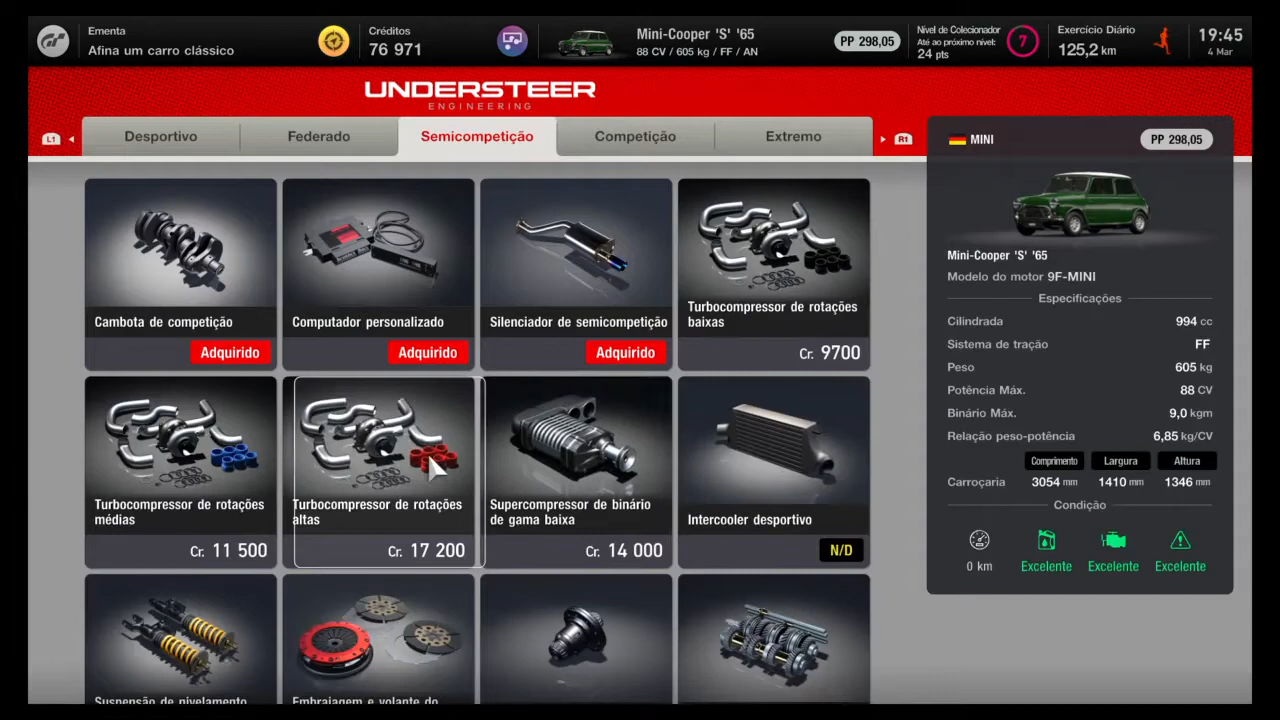 Ementa
Afina um carro clássico
Créditos
76 971
Mini-Cooper 'S' '65
88 CV / 605 kg / FF / AN
PP 298,05
Nível de Colecionador
Até ao próximo nível:
24 pts
7
Exercício Diário
125,2 km
19:45
4 Mar
UNDERSTEER
ENGINEERING
L1
Desportivo
Federado
Semicompetição
Competição
Extremo
R1
Cambota de competição
Adquirido
Computador personalizado
Adquirido
Silenciador de semicompetição
Adquirido
Turbocompressor de rotações
baixas
Cr. 9700
Turbocompressor de rotações
médias
Cr. 11 500
Turbocompressor de rotações
altas
Cr. 17 200
Supercompressor de binário
de gama baixa
Cr. 14 000
Intercooler desportivo
N/D
Suspensão de nivelamento
Embraiagem e volante do
MINI
PP 298,05
Mini-Cooper 'S' '65
Modelo do motor 9F-MINI
Especificações
Cilindrada 994 cc
Sistema de tração FF
Peso 605 kg
Potência Máx. 88 CV
Binário Máx. 9,0 kgm
Relação peso-potência 6,85 kg/CV
Comprimento Largura Altura
Carroçaria 3054 mm 1410 mm 1346 mm
Condição
0 km Excelente Excelente Excelente